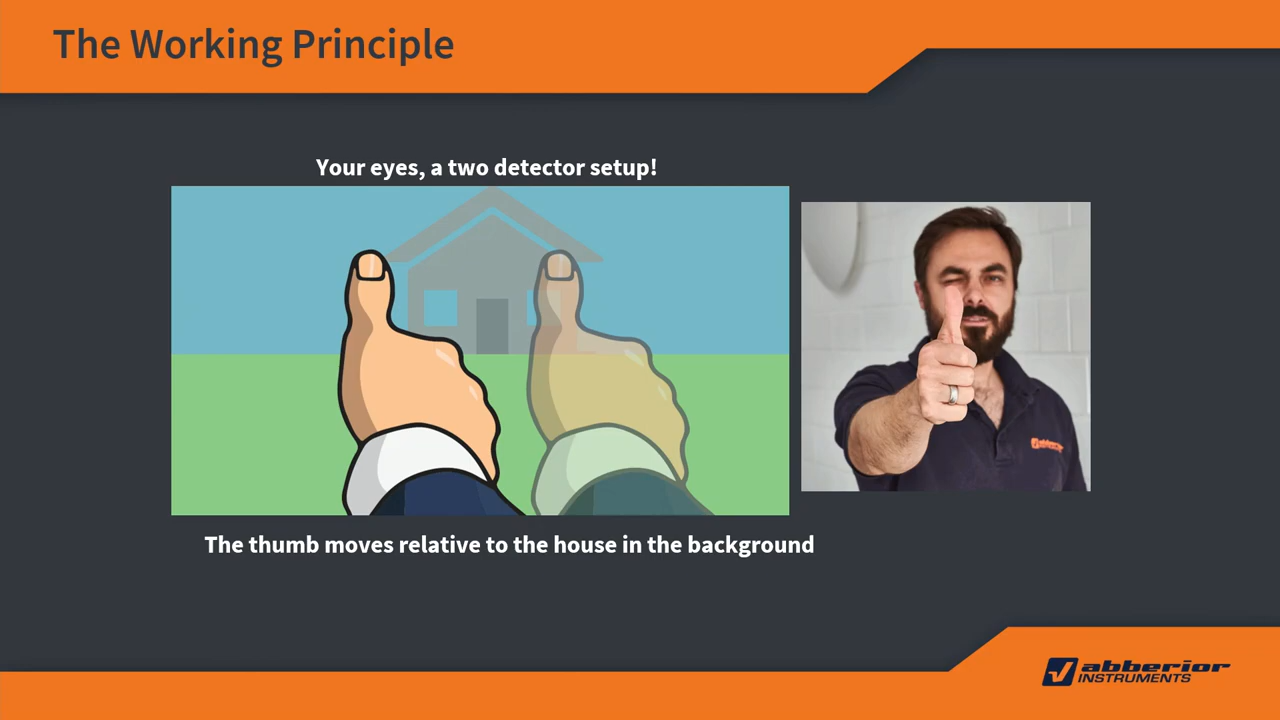 The Working Principle
Your eyes, a two detector setup!
The thumb moves relative to the house in the background
abberior
abberior
INSTRUMENTS